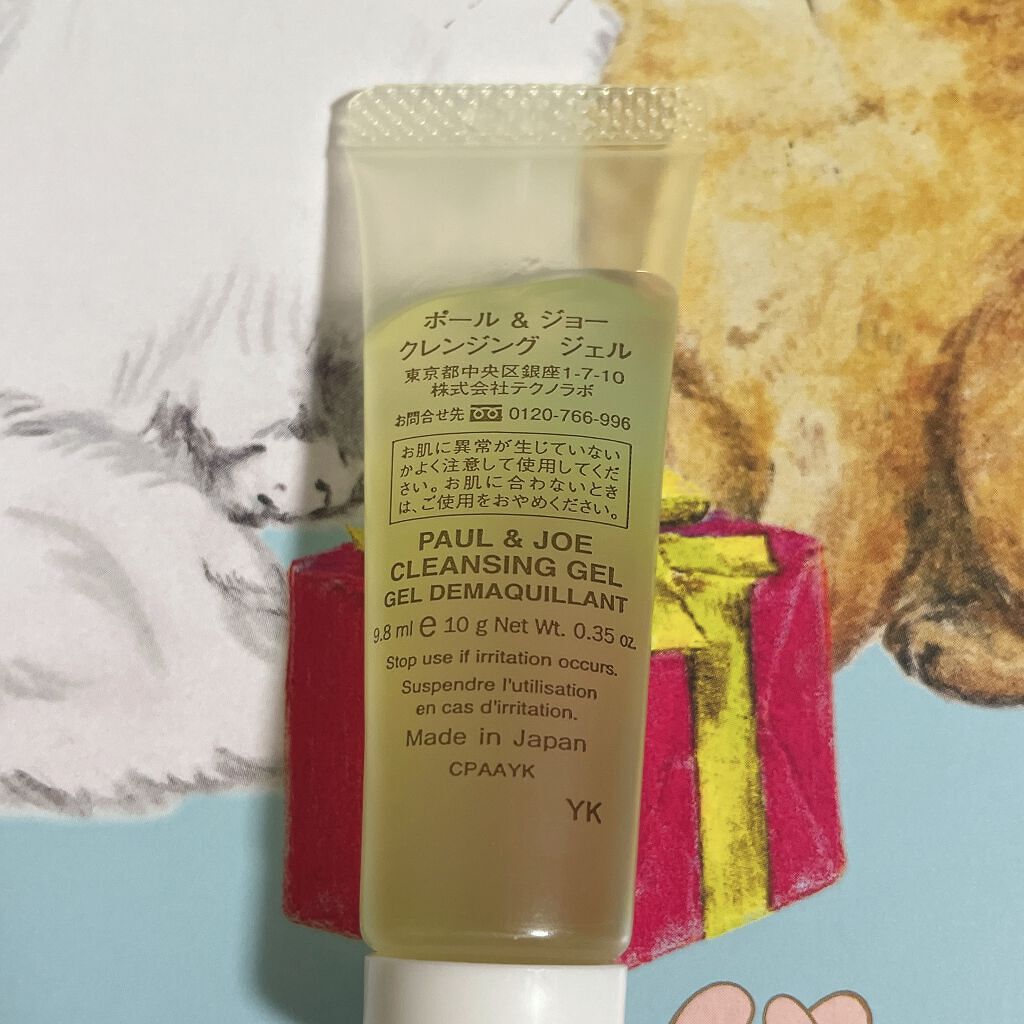 ポール & ジョー
クレンジング ジェル
東京都中央区銀座1-7-10
株式会社テクノラボ
お問合せ先 0120-766-996
お肌に異常が生じていない
かよく注意して使用してくだ
さい。お肌に合わないとき
は、ご使用をおやめください。
PAUL & JOE
CLEANSING GEL
GEL DEMAQUILLANT
9.8 ml e 10 g Net Wt. 0.35 oz.
Stop use if irritation occurs.
Suspendre l'utilisation
en cas d'irritation.
Made in Japan
CPAAYK
YK